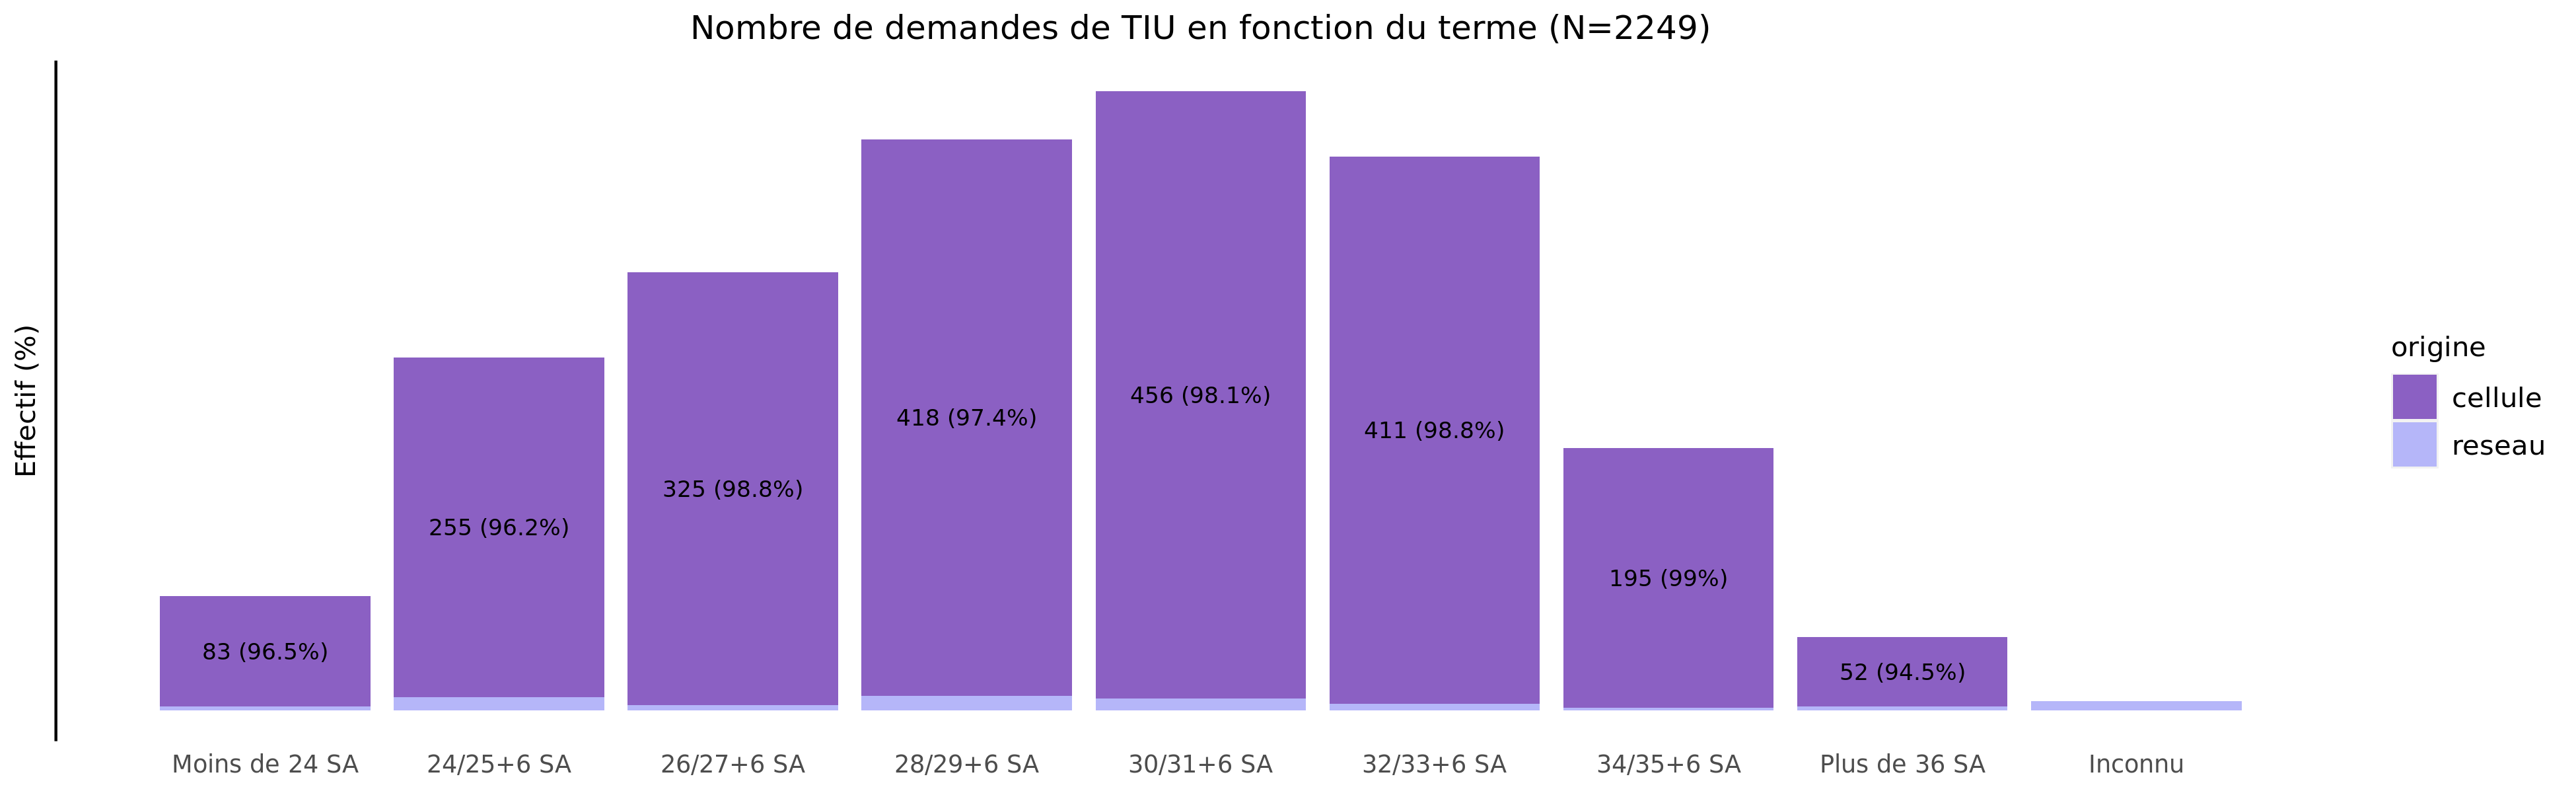 Nombre de demandes de TIU en fonction du terme (N=2249)
Effectif (%)
83 (96.5%)
255 (96.2%)
325 (98.8%)
418 (97.4%)
456 (98.1%)
411 (98.8%)
195 (99%)
52 (94.5%)
Moins de 24 SA
24/25+6 SA
26/27+6 SA
28/29+6 SA
30/31+6 SA
32/33+6 SA
34/35+6 SA
Plus de 36 SA
Inconnu
origine
cellule
reseau